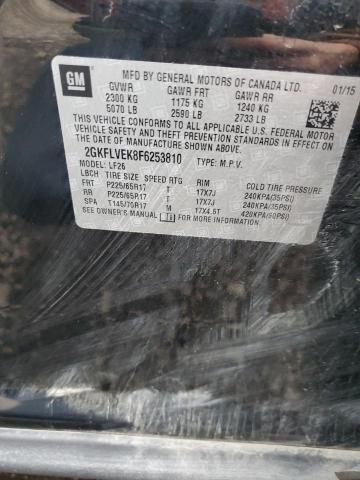 GM
MFD BY GENERAL MOTORS OF CANADA LTD.
01/15
GVWR GAWR FRT GAWR RR
2300 KG 1175 KG 1240 KG
5070 LB 2590 LB 2733 LB
THIS VEHICLE CONFORMS TO ALL APPLICABLE U.S. FEDERAL MOTOR
VEHICLE SAFETY AND THEFT PREVENTION STANDARDS IN EFFECT ON THE
DATE OF MANUFACTURE SHOWN ABOVE.
2GKFLVEK8F6253810 TYPE: M.P.V.
MODEL: LF26
LBCH TIRE SIZE SPEED RTG RIM COLD TIRE PRESSURE
FRT P225/65R17 T 17X7J 240KPA(35PSI)
RR P225/65R17 T 17X7J 240KPA(35PSI)
SPA T145/70R17 M 17X4.5T 420KPA(60PSI)
SEE OWNER'S MANUAL FOR ADDITIONAL INFORMATION.